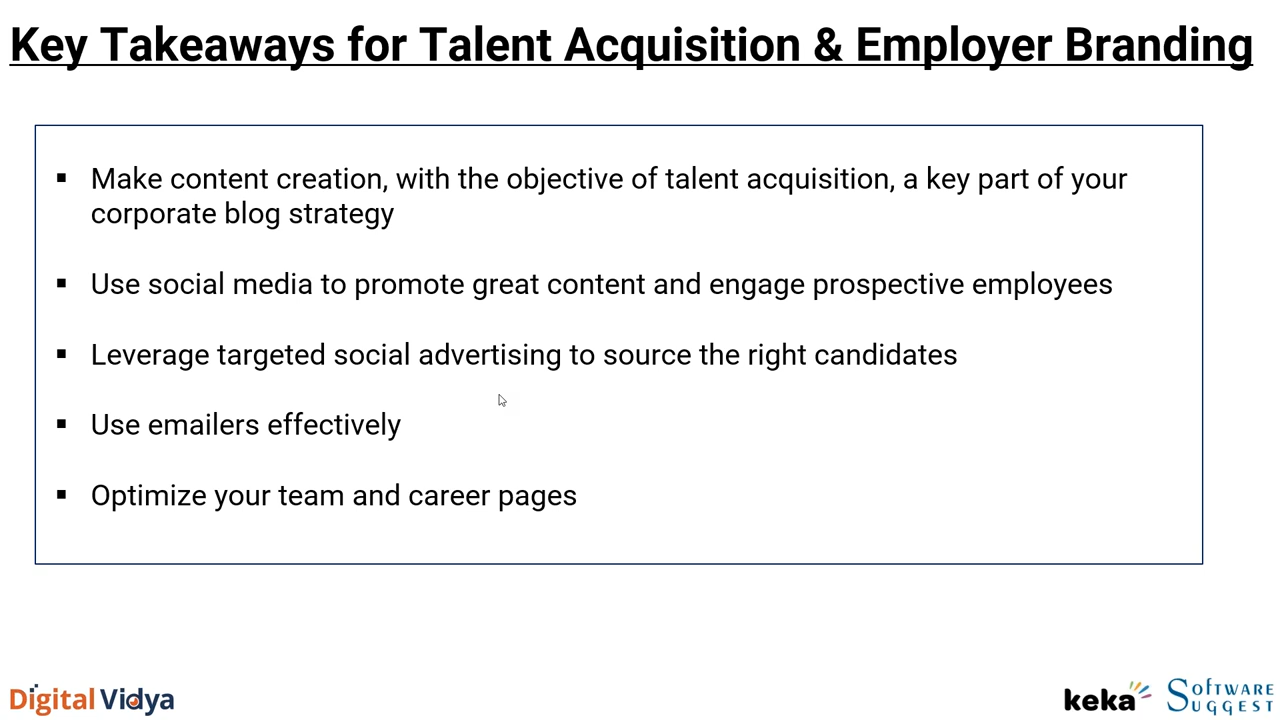 Key Takeaways for Talent Acquisition & Employer Branding
▪ Make content creation, with the objective of talent acquisition, a key part of your
corporate blog strategy
▪ Use social media to promote great content and engage prospective employees
▪ Leverage targeted social advertising to source the right candidates
▪ Use emailers effectively
▪ Optimize your team and career pages
Digital Vidya
keka
SOFTWARE
SUGGEST